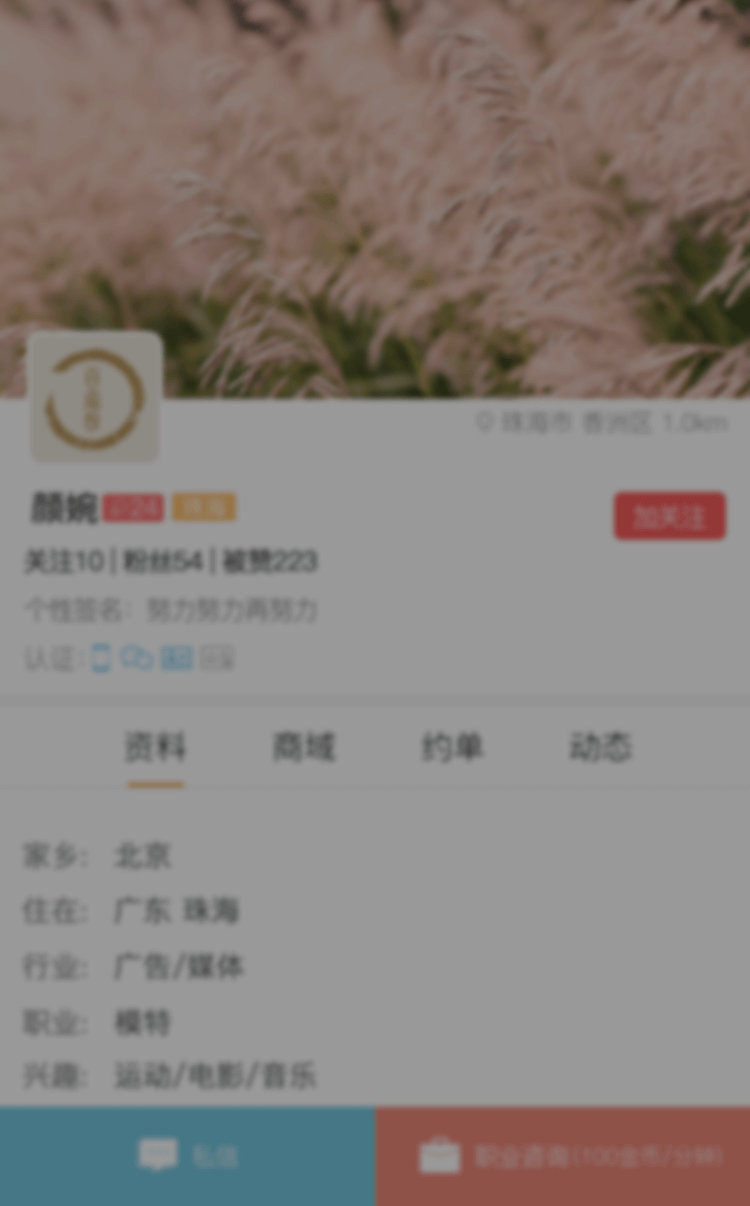 珠海市 香洲区 1.0km
颜婉 24 珠海
加关注
关注10 | 粉丝54 | 被赞223
个性签名：努力努力再努力
认证:
资料 商域 约单 动态
家乡: 北京
住在: 广东 珠海
行业: 广告/媒体
职业: 模特
兴趣: 运动/电影/音乐
私信 职业咨询(100金币/分钟)